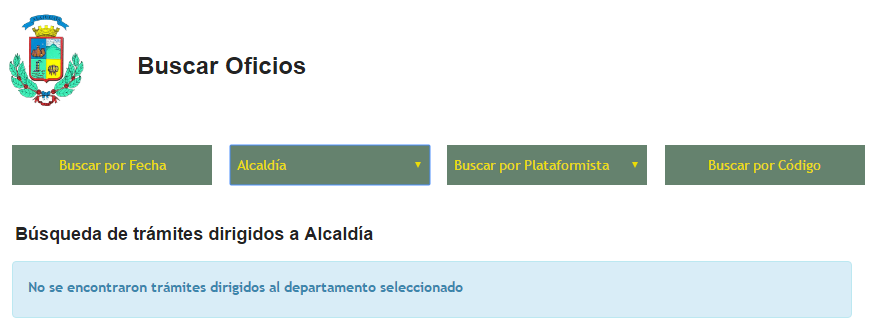 Buscar Oficios
Buscar por Fecha
Alcaldía
Buscar por Plataformista
Buscar por Código
Búsqueda de trámites dirigidos a Alcaldía
No se encontraron trámites dirigidos al departamento seleccionado